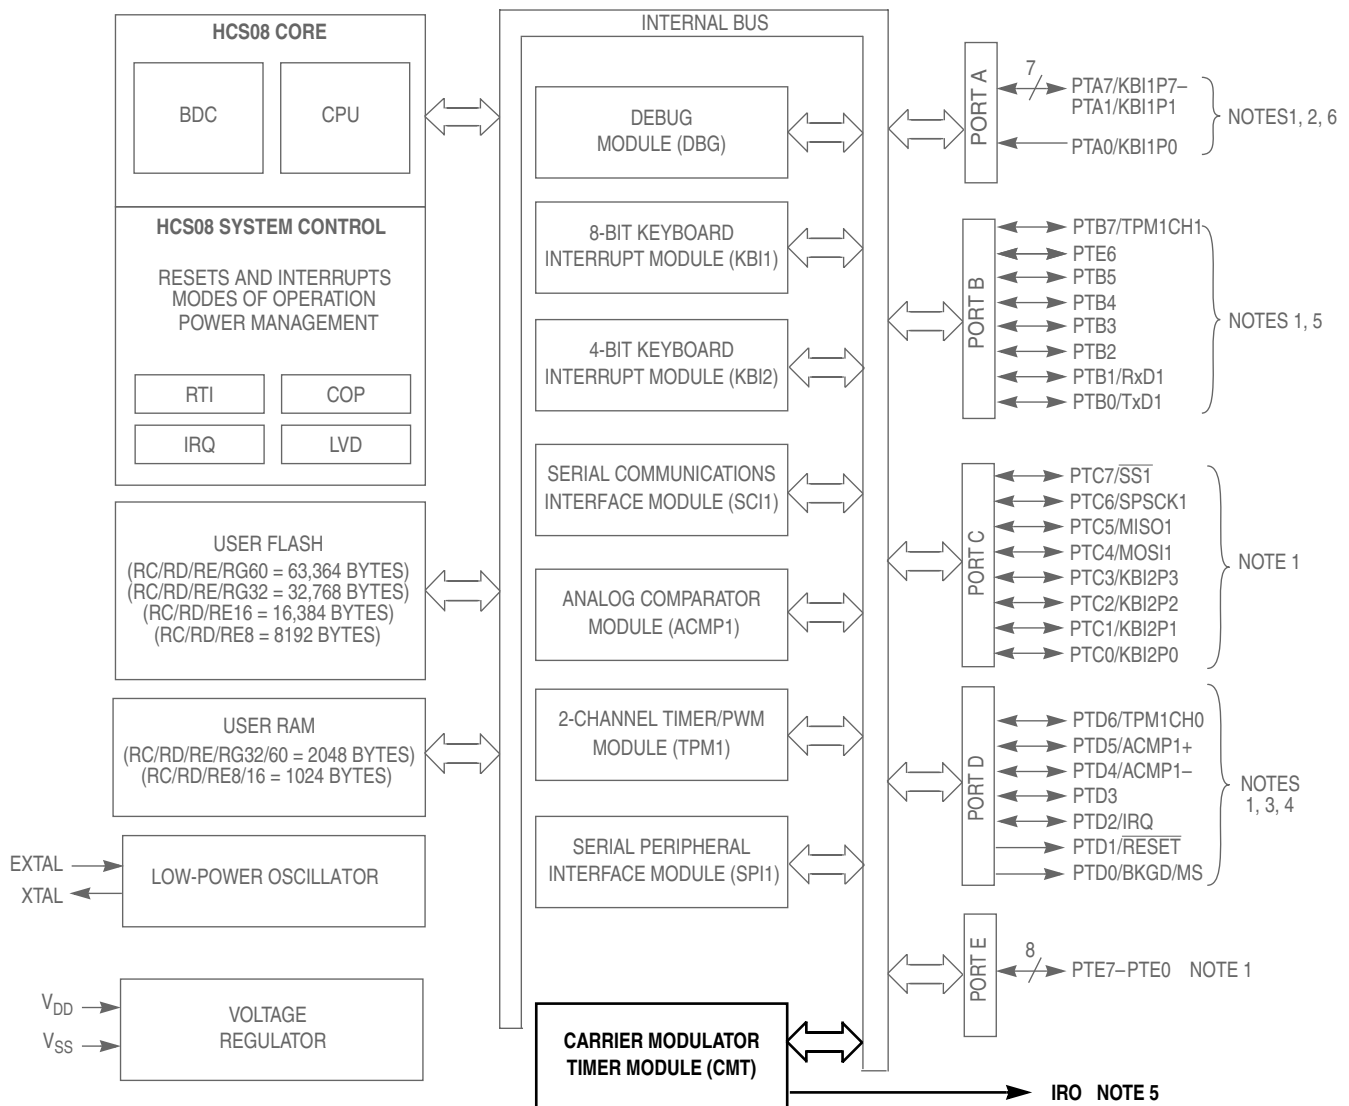 HCS08 CORE
BDC
CPU
HCS08 SYSTEM CONTROL
RESETS AND INTERRUPTS
MODES OF OPERATION
POWER MANAGEMENT
RTI
COP
IRQ
LVD
USER FLASH
(RC/RD/RE/RG60 = 63,364 BYTES)
(RC/RD/RE/RG32 = 32,768 BYTES)
(RC/RD/RE16 = 16,384 BYTES)
(RC/RD/RE8 = 8192 BYTES)
USER RAM
(RC/RD/RE/RG32/60 = 2048 BYTES)
(RC/RD/RE8/16 = 1024 BYTES)
EXTAL
XTAL
LOW-POWER OSCILLATOR
VDD
VSS
VOLTAGE
REGULATOR
INTERNAL BUS
DEBUG
MODULE (DBG)
8-BIT KEYBOARD
INTERRUPT MODULE (KBI1)
4-BIT KEYBOARD
INTERRUPT MODULE (KBI2)
SERIAL COMMUNICATIONS
INTERFACE MODULE (SCI1)
ANALOG COMPARATOR
MODULE (ACMP1)
2-CHANNEL TIMER/PWM
MODULE (TPM1)
SERIAL PERIPHERAL
INTERFACE MODULE (SPI1)
CARRIER MODULATOR
TIMER MODULE (CMT)
PORT A
7
PTA7/KBI1P7–
PTA1/KBI1P1
PTA0/KBI1P0
NOTES1, 2, 6
PORT B
PTB7/TPM1CH1
PTE6
PTB5
PTB4
PTB3
PTB2
PTB1/RxD1
PTB0/TxD1
NOTES 1, 5
PORT C
PTC7/SS1
PTC6/SPSCK1
PTC5/MISO1
PTC4/MOSI1
PTC3/KBI2P3
PTC2/KBI2P2
PTC1/KBI2P1
PTC0/KBI2P0
NOTE 1
PORT D
PTD6/TPM1CH0
PTD5/ACMP1+
PTD4/ACMP1–
PTD3
PTD2/IRQ
PTD1/RESET
PTD0/BKGD/MS
NOTES
1, 3, 4
PORT E
8
PTE7–PTE0 NOTE 1
IRO NOTE 5